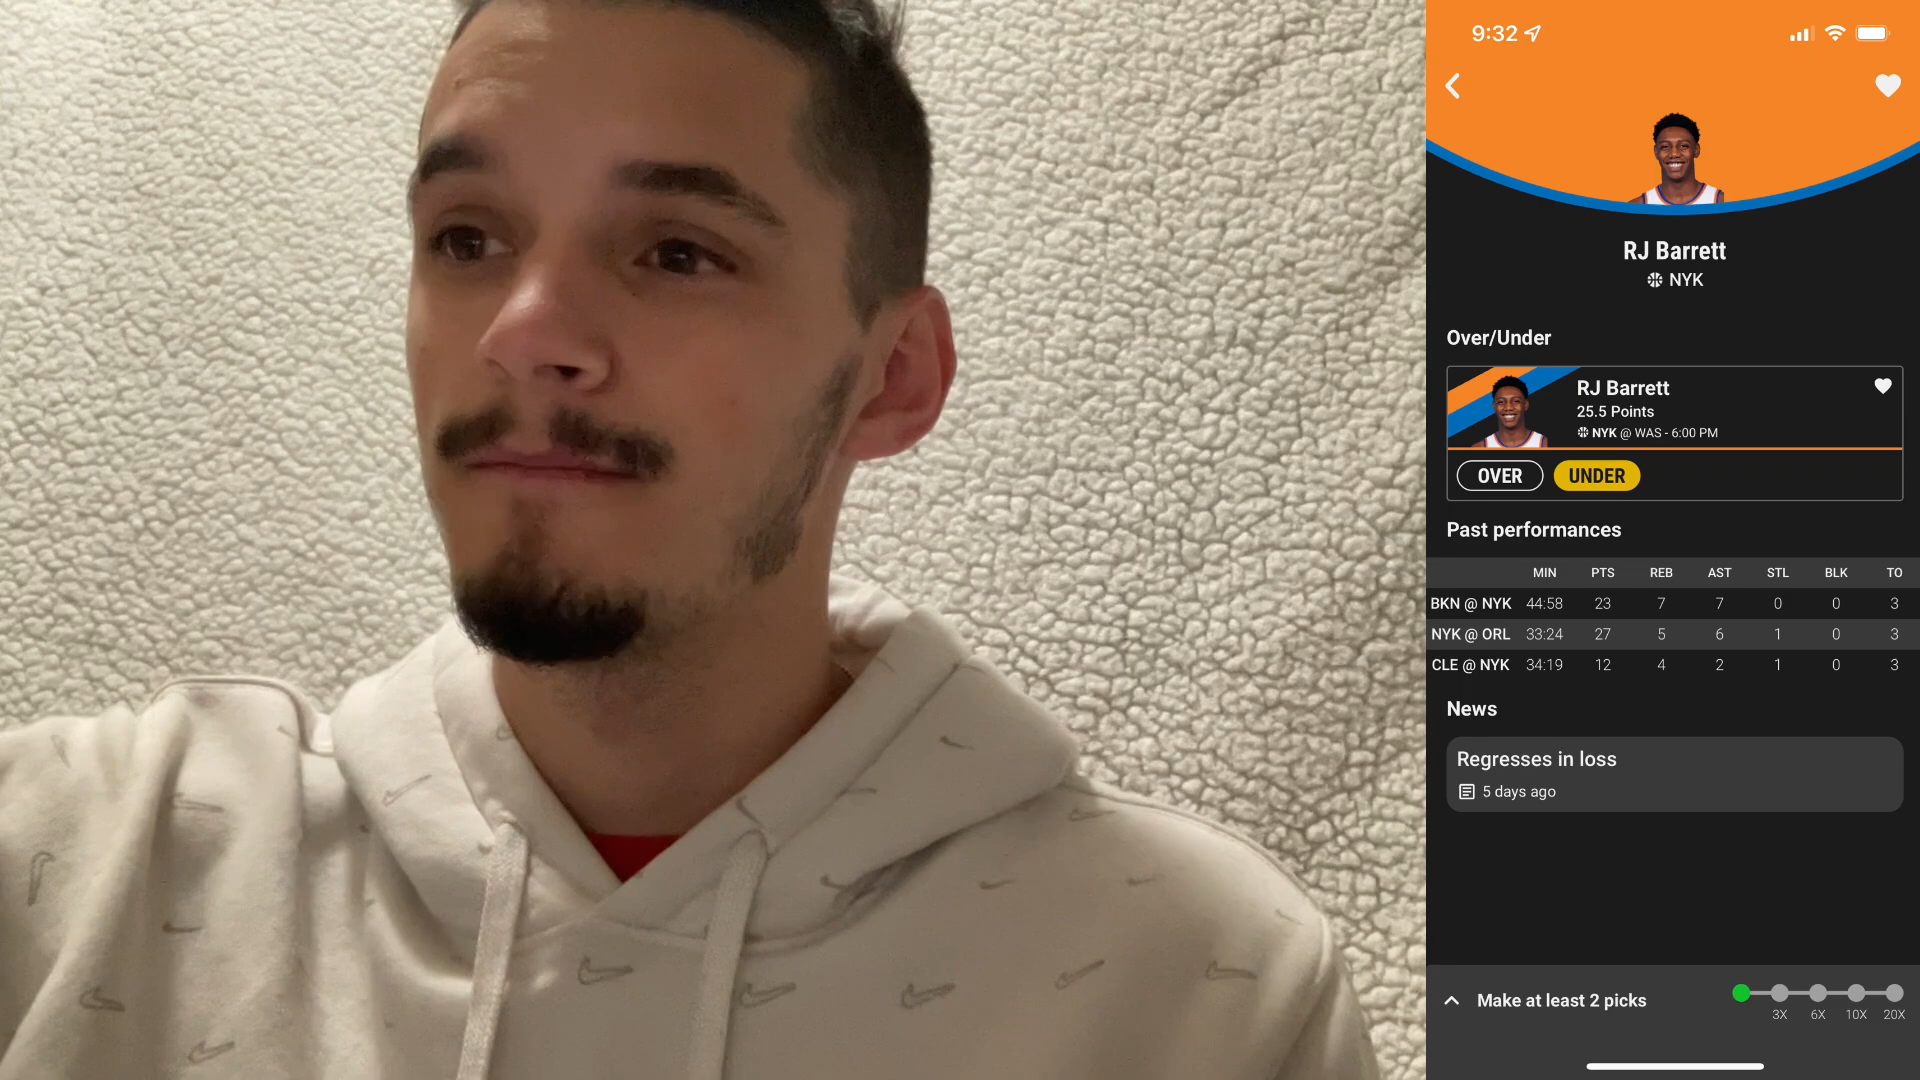 9:32
RJ Barrett
NYK
Over/Under
RJ Barrett
25.5 Points
NYK @ WAS - 6:00 PM
OVER UNDER
Past performances
MIN PTS REB AST STL BLK TO
BKN @ NYK 44:58 23 7 7 0 0 3
NYK @ ORL 33:24 27 5 6 1 0 3
CLE @ NYK 34:19 12 4 2 1 0 3
News
Regresses in loss
5 days ago
Make at least 2 picks
3X 6X 10X 20X